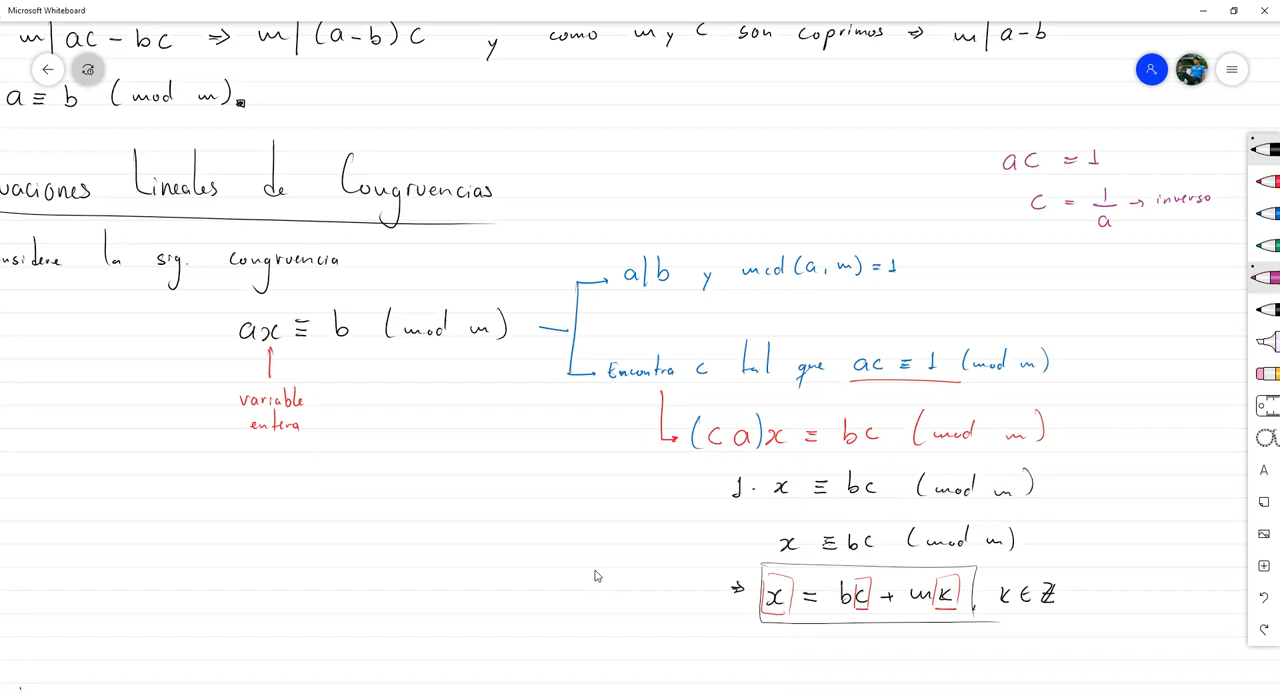 Microsoft Whiteboard
m | ac - bc ⇒ m | (a-b) c y como m y c son coprimos ⇒ m | a-b
a ≡ b (mod m).
uaciones Lineales de Congruencias
nsidere la sig. congruencia
ax ≡ b (mod m)
variable
entera
ac = 1
c = 1/a → inverso
a|b y mcd(a, m) = 1
Encontra c tal que ac ≡ 1 (mod m)
(c a)x ≡ bc (mod m)
1 · x ≡ bc (mod m)
x ≡ bc (mod m)
⇒ x = bc + mk, k ∈ ℤ
A